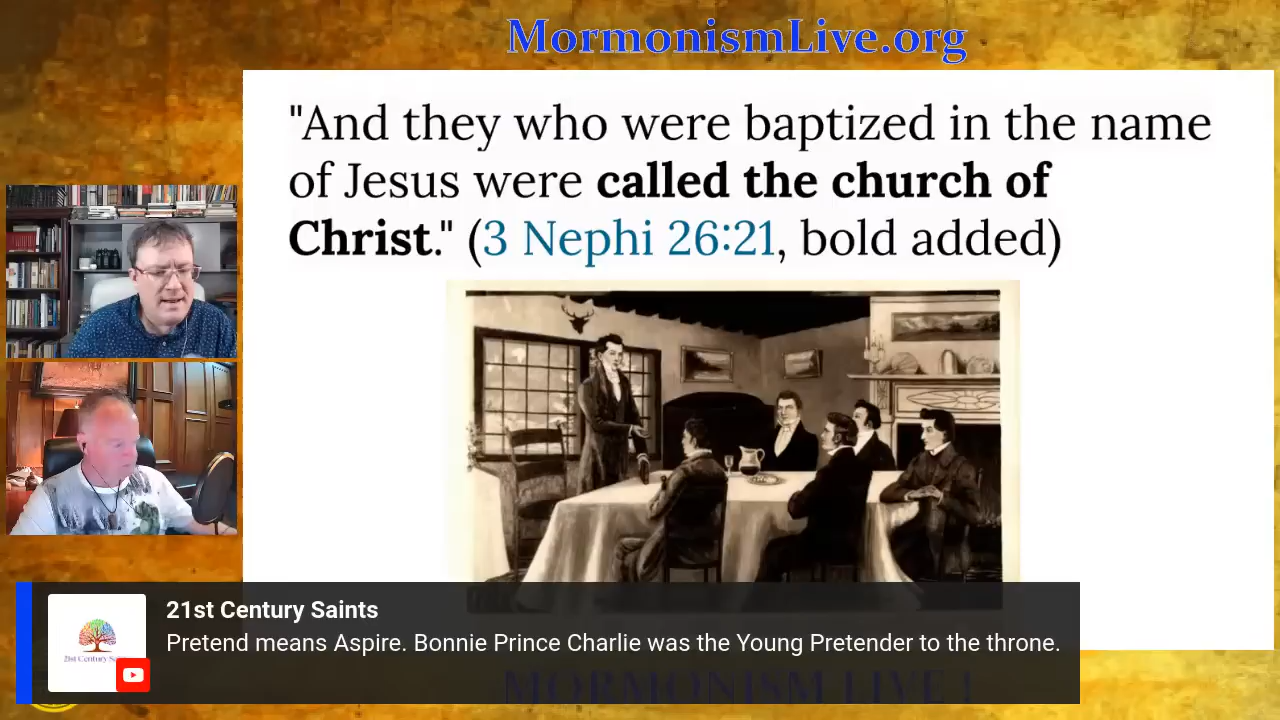 MormonismLive.org
"And they who were baptized in the name
of Jesus were called the church of
Christ." (3 Nephi 26:21, bold added)
21st Century Saints
Pretend means Aspire. Bonnie Prince Charlie was the Young Pretender to the throne.
MORMONISM LIVE !